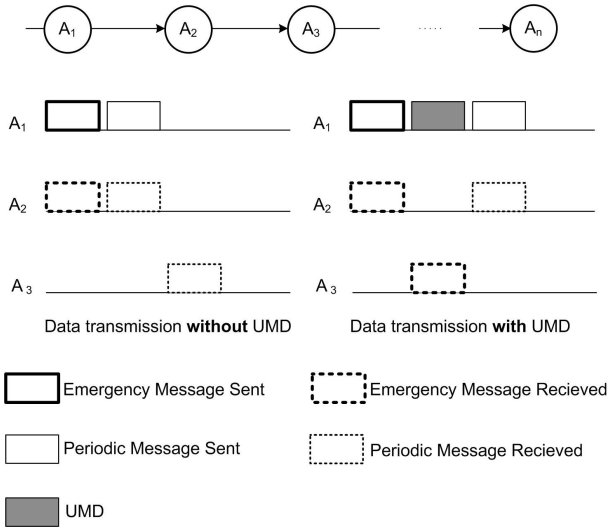 A1 A2 A3 ..... An
A1 A1
A2 A2
A3 A3
Data transmission without UMD Data transmission with UMD
Emergency Message Sent Emergency Message Recieved
Periodic Message Sent Periodic Message Recieved
UMD